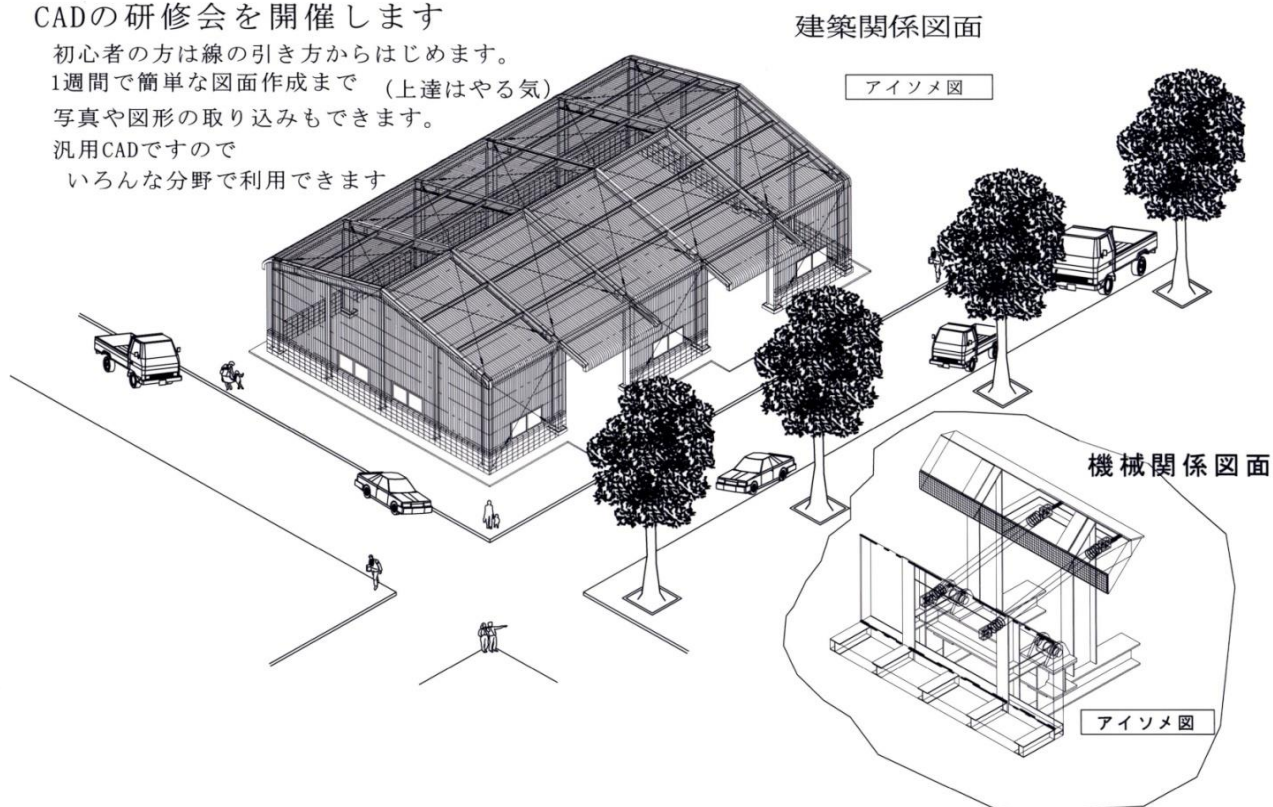 CADの研修会を開催します
初心者の方は線の引き方からはじめます。
1週間で簡単な図面作成まで (上達はやる気)
写真や図形の取り込みもできます。
汎用CADですので
いろんな分野で利用できます
建築関係図面
アイソメ図
機械関係図面
アイソメ図